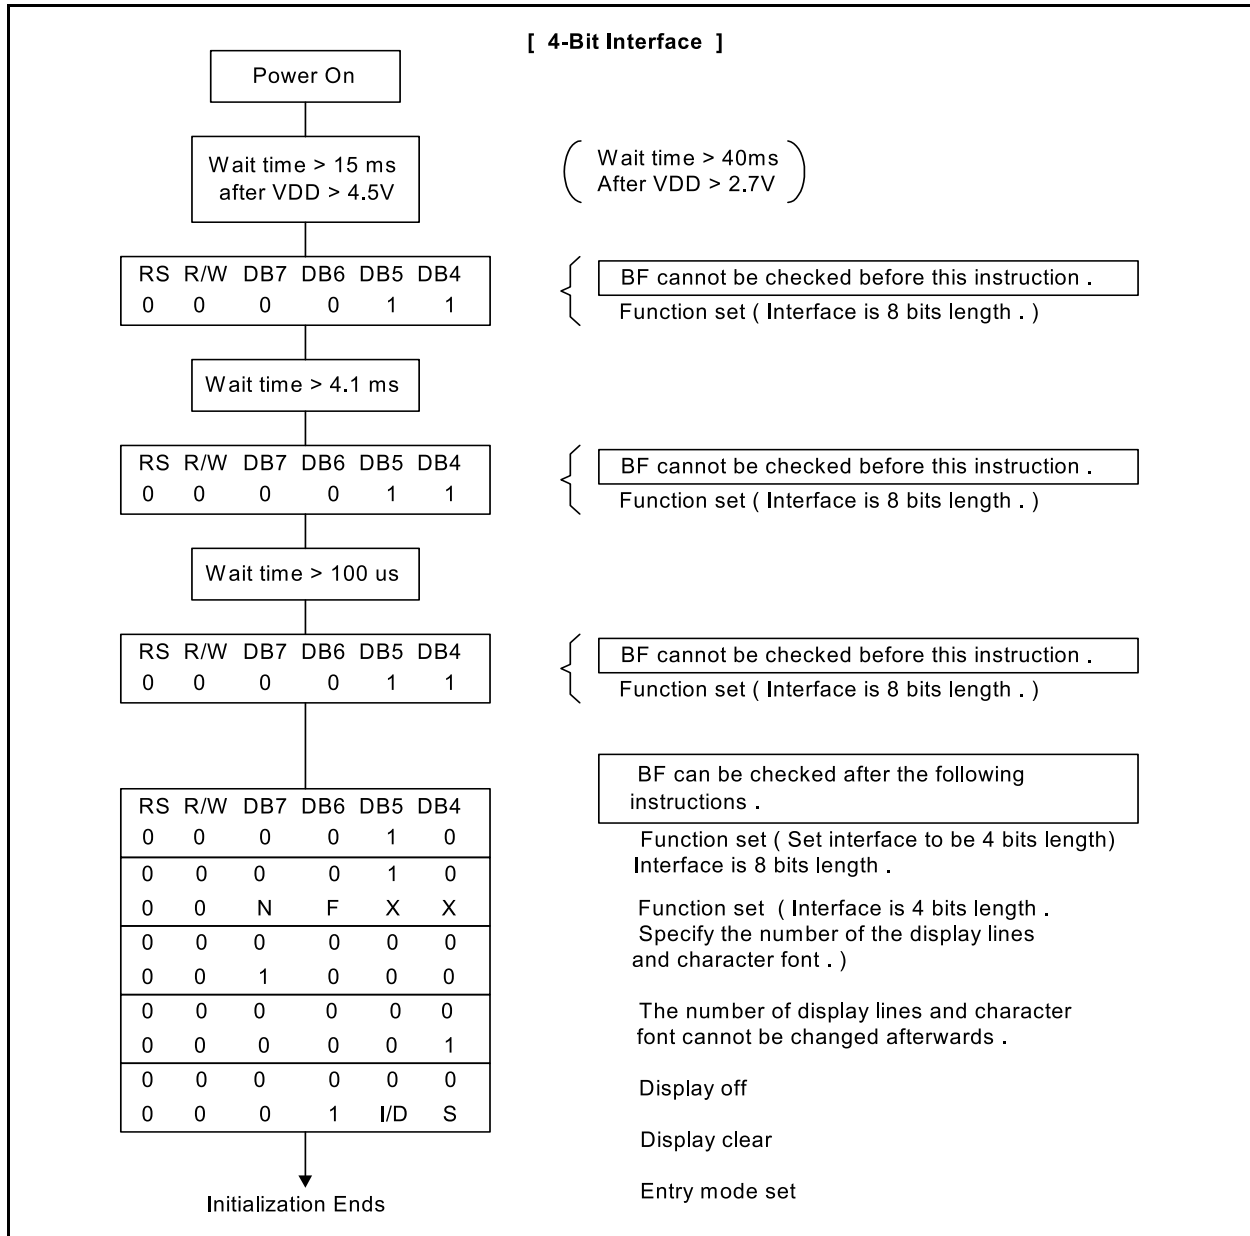 [ 4-Bit Interface ]
Power On
Wait time > 15 ms
after VDD > 4.5V
Wait time > 40ms
After VDD > 2.7V
RS R/W DB7 DB6 DB5 DB4
0 0 0 0 1 1
BF cannot be checked before this instruction .
Function set ( Interface is 8 bits length . )
Wait time > 4.1 ms
RS R/W DB7 DB6 DB5 DB4
0 0 0 0 1 1
BF cannot be checked before this instruction .
Function set ( Interface is 8 bits length . )
Wait time > 100 us
RS R/W DB7 DB6 DB5 DB4
0 0 0 0 1 1
BF cannot be checked before this instruction .
Function set ( Interface is 8 bits length . )
RS R/W DB7 DB6 DB5 DB4
0 0 0 0 1 0
0 0 0 0 1 0
0 0 N F X X
0 0 0 0 0 0
0 0 1 0 0 0
0 0 0 0 0 0
0 0 0 0 0 1
0 0 0 0 0 0
0 0 0 1 I/D S
BF can be checked after the following
instructions .
Function set ( Set interface to be 4 bits length)
Interface is 8 bits length .
Function set ( Interface is 4 bits length .
Specify the number of the display lines
and character font . )
The number of display lines and character
font cannot be changed afterwards .
Display off
Display clear
Entry mode set
Initialization Ends